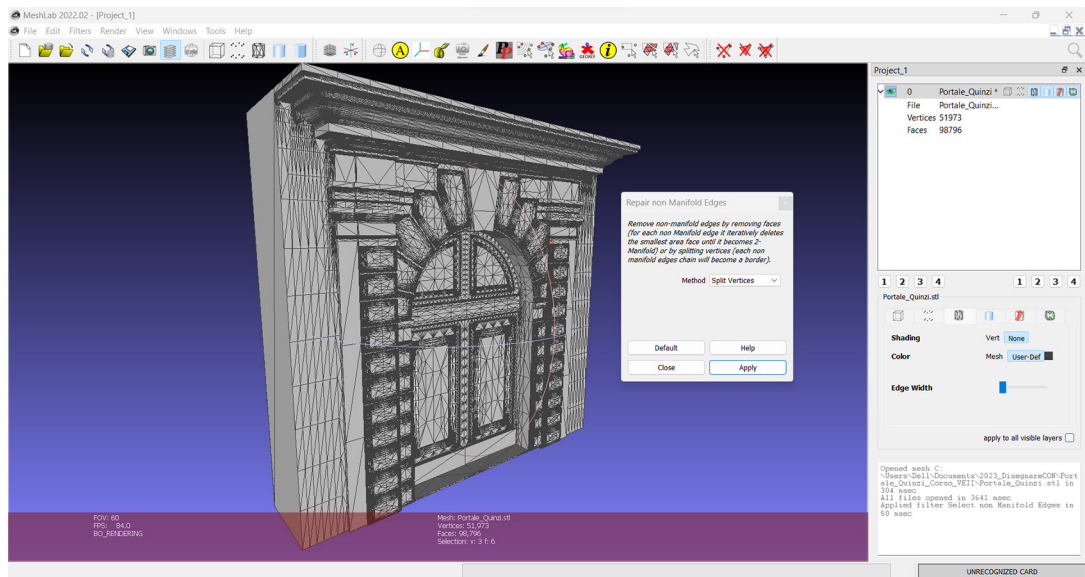 MeshLab 2022.02 - [Project_1]
File Edit Filters Render View Windows Tools Help
Project_1
0 Portale_Quinzi *
File Portale_Quinzi...
Vertices 51973
Faces 98796
Repair non Manifold Edges
Remove non-manifold edges by removing faces
(for each non Manifold edge it iteratively deletes
the smallest area face until it becomes 2-
Manifold) or by splitting vertices (each non
manifold edges chain will become a border).
Method Split Vertices
Default Help
Close Apply
1 2 3 4 1 2 3 4
Portale_Quinzi.stl
Shading Vert None
Color Mesh User-Def
Edge Width
apply to all visible layers
Opened mesh C:
\Users\Dell\Documents\2023_DisegnareCON\Port
ale_Quinzi_Corso_VEII\Portale_Quinzi.stl in
304 msec
All files opened in 3641 msec
Applied filter Select non Manifold Edges in
50 msec
FOV: 60
FPS: 84.0
BO_RENDERING
Mesh: Portale_Quinzi.stl
Vertices: 51,973
Faces: 98,796
Selection: v: 3 f: 6
UNRECOGNIZED CARD